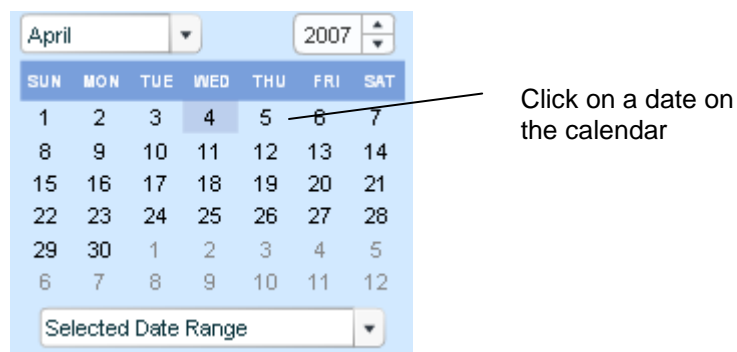 April 2007
SUN MON TUE WED THU FRI SAT
1 2 3 4 5 6 7
8 9 10 11 12 13 14
15 16 17 18 19 20 21
22 23 24 25 26 27 28
29 30 1 2 3 4 5
6 7 8 9 10 11 12
Selected Date Range
Click on a date on
the calendar